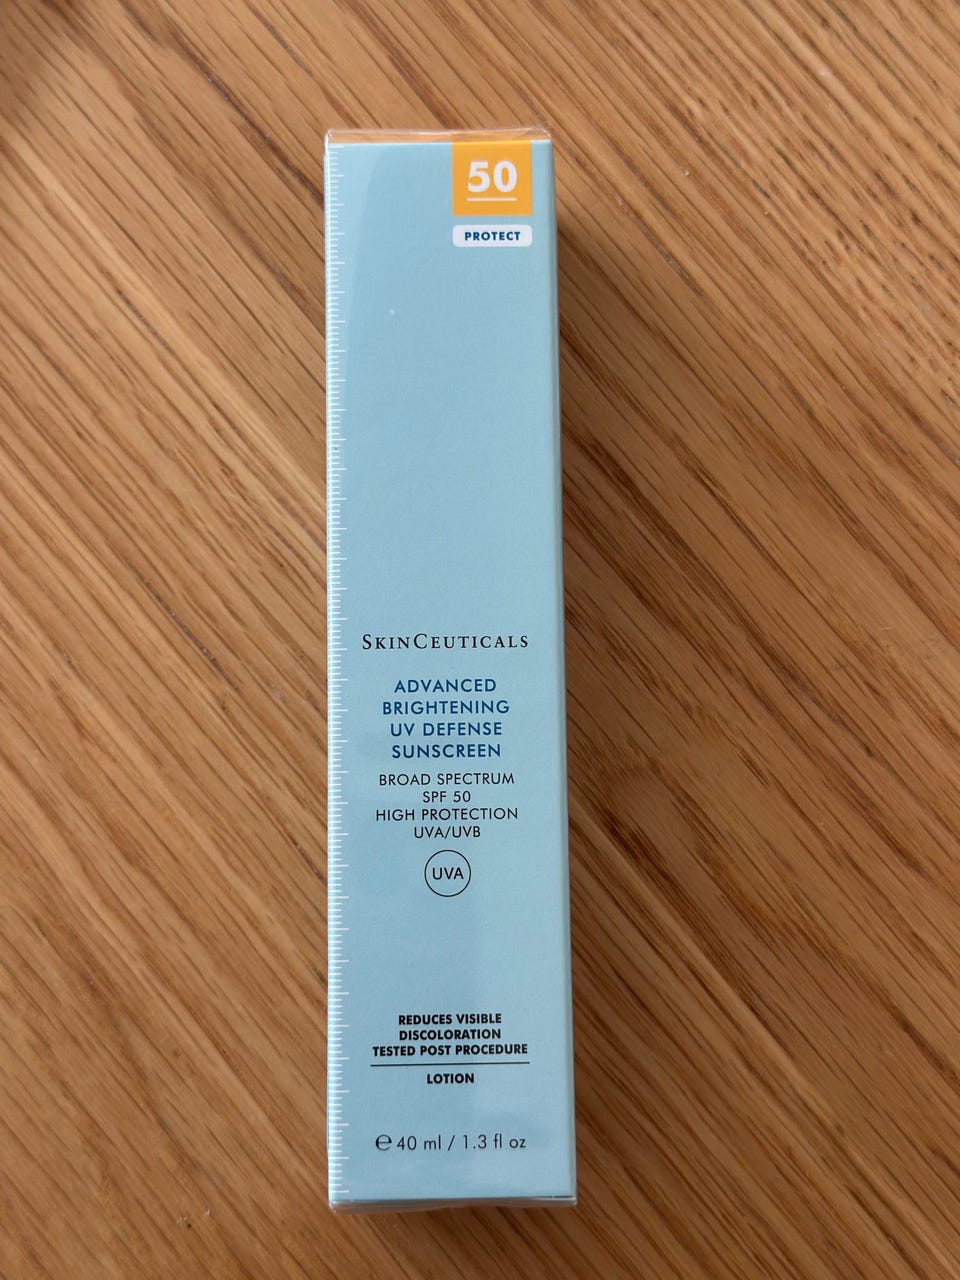 50
PROTECT
SKINCEUTICALS
ADVANCED
BRIGHTENING
UV DEFENSE
SUNSCREEN
BROAD SPECTRUM
SPF 50
HIGH PROTECTION
UVA/UVB
UVA
REDUCES VISIBLE
DISCOLORATION
TESTED POST PROCEDURE
LOTION
℮ 40 ml / 1.3 fl oz